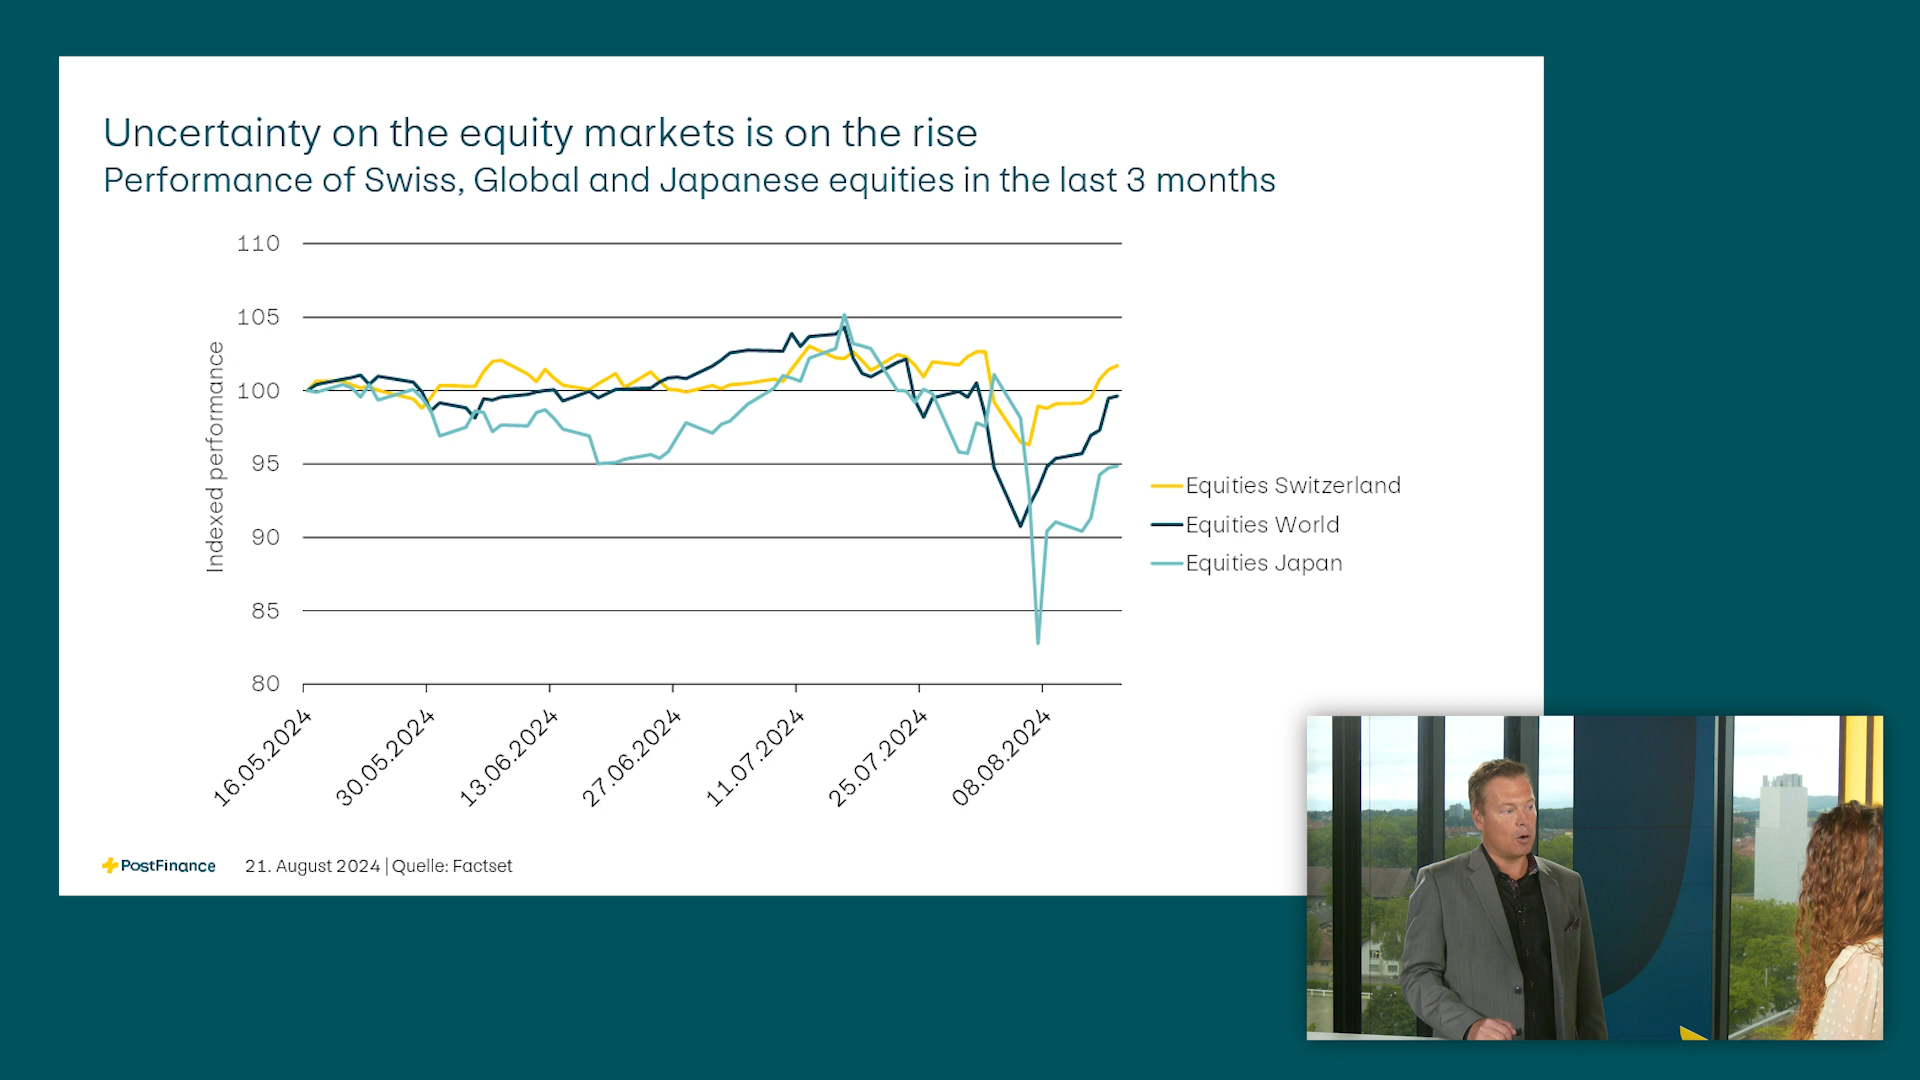 Uncertainty on the equity markets is on the rise
Performance of Swiss, Global and Japanese equities in the last 3 months
Indexed performance
110
105
100
95
90
85
80
16.05.2024
30.05.2024
13.06.2024
27.06.2024
11.07.2024
25.07.2024
08.08.2024
Equities Switzerland
Equities World
Equities Japan
PostFinance
21. August 2024 | Quelle: Factset